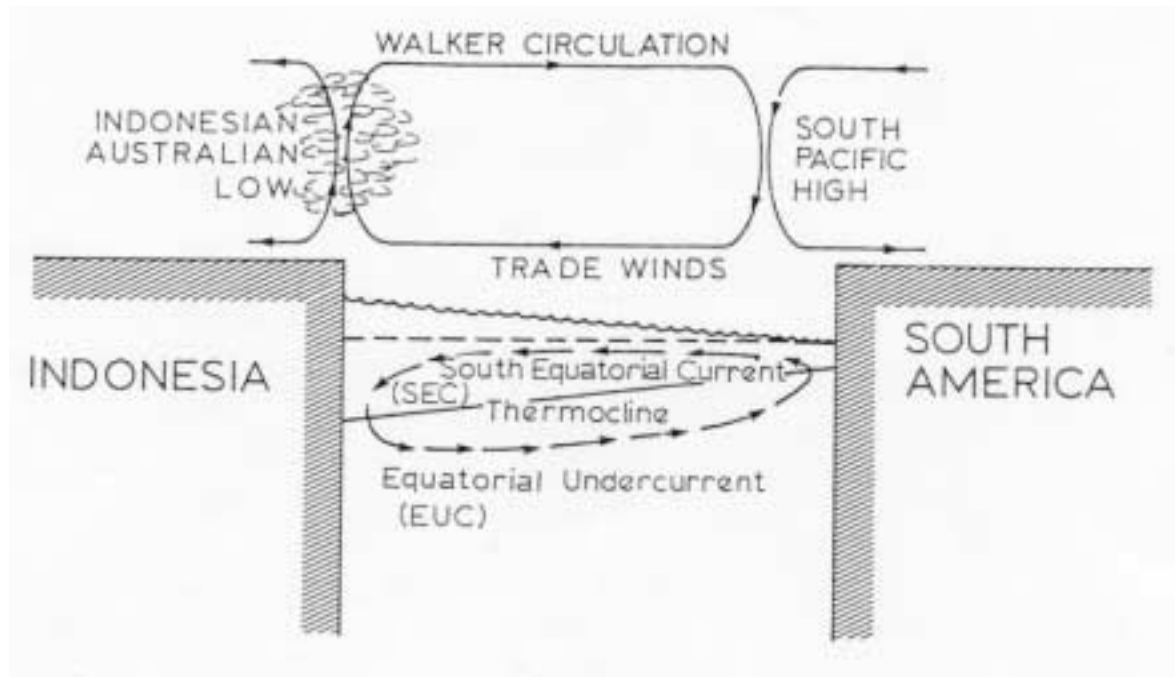 WALKER CIRCULATION
INDONESIAN
AUSTRALIAN
LOW
SOUTH
PACIFIC
HIGH
TRADE WINDS
INDONESIA
SOUTH
AMERICA
South Equatorial Current
(SEC)
Thermocline
Equatorial Undercurrent
(EUC)